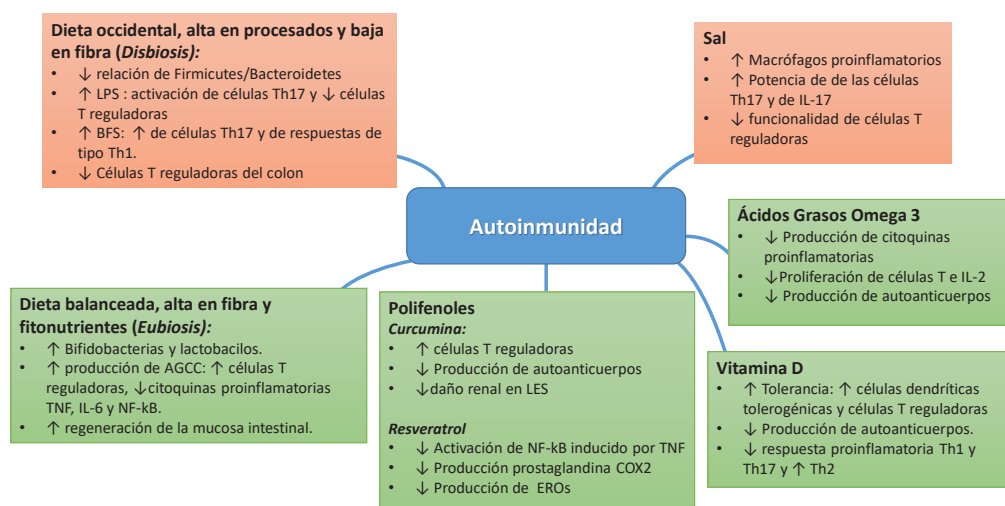 Dieta occidental, alta en procesados y baja
en fibra (Disbiosis):
• ↓ relación de Firmicutes/Bacteroidetes
• ↑ LPS : activación de células Th17 y ↓ células
T reguladoras
• ↑ BFS: ↑ de células Th17 y de respuestas de
tipo Th1.
• ↓ Células T reguladoras del colon
Sal
• ↑ Macrófagos proinflamatorios
• ↑ Potencia de de las células
Th17 y de IL-17
• ↓ funcionalidad de células T
reguladoras
Autoinmunidad
Ácidos Grasos Omega 3
• ↓ Producción de citoquinas
proinflamatorias
• ↓Proliferación de células T e IL-2
• ↓ Producción de autoanticuerpos
Dieta balanceada, alta en fibra y
fitonutrientes (Eubiosis):
• ↑ Bifidobacterias y lactobacilos.
• ↑ producción de AGCC: ↑ células T
reguladoras, ↓citoquinas proinflamatorias
TNF, IL-6 y NF-kB.
• ↑ regeneración de la mucosa intestinal.
Polifenoles
Curcumina:
• ↑ células T reguladoras
• ↓ Producción de autoanticuerpos
• ↓daño renal en LES
Resveratrol
• ↓ Activación de NF-kB inducido por TNF
• ↓ Producción prostaglandina COX2
• ↓ Producción de EROs
Vitamina D
• ↑ Tolerancia: ↑ células dendríticas
tolerogénicas y células T reguladoras
• ↓ Producción de autoanticuerpos.
• ↓ respuesta proinflamatoria Th1 y
Th17 y ↑ Th2